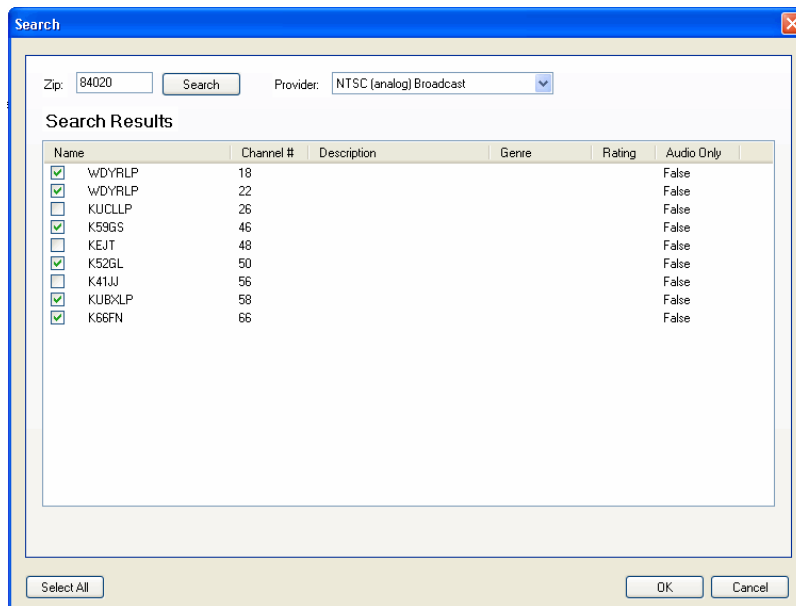 Search
Zip: 84020 Search Provider: NTSC (analog) Broadcast
Search Results
Name Channel # Description Genre Rating Audio Only
WDYRLP 18 False
WDYRLP 22 False
KUCLLP 26 False
K59GS 46 False
KEJT 48 False
K52GL 50 False
K41JJ 56 False
KUBXLP 58 False
K66FN 66 False
Select All OK Cancel